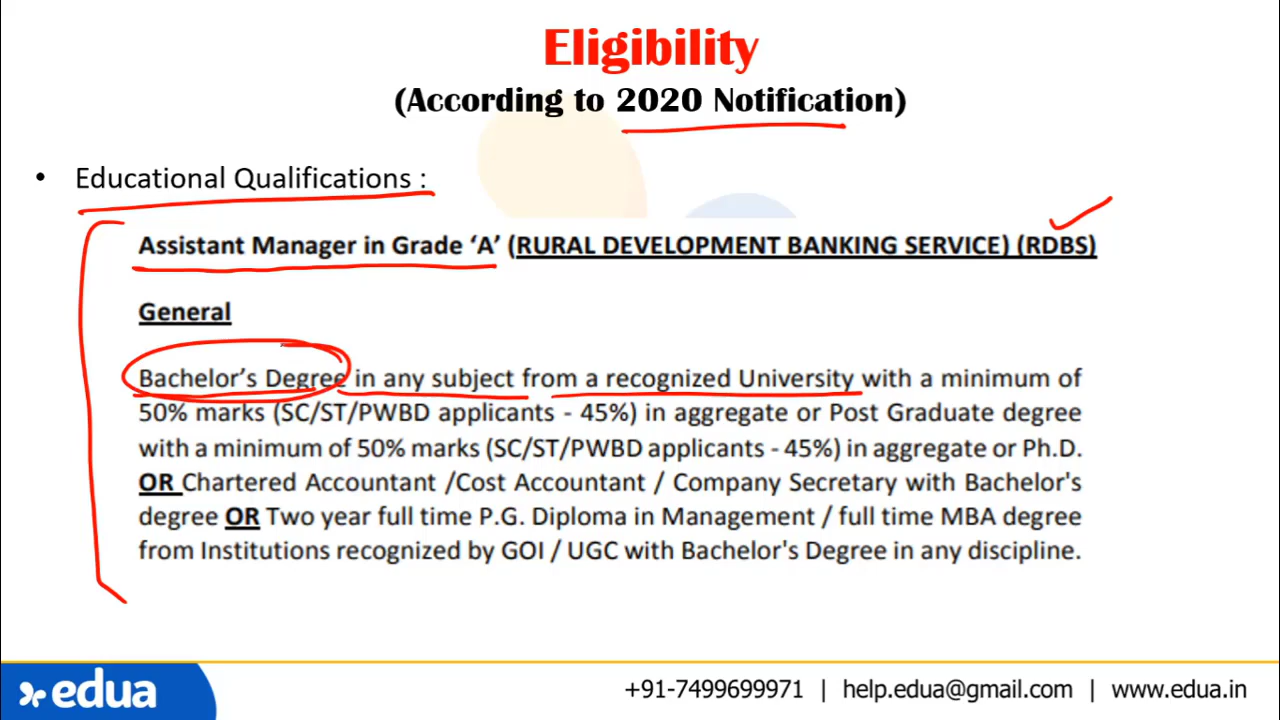 Eligibility
(According to 2020 Notification)
• Educational Qualifications :
Assistant Manager in Grade ‘A’ (RURAL DEVELOPMENT BANKING SERVICE) (RDBS)
General
Bachelor’s Degree in any subject from a recognized University with a minimum of
50% marks (SC/ST/PWBD applicants - 45%) in aggregate or Post Graduate degree
with a minimum of 50% marks (SC/ST/PWBD applicants - 45%) in aggregate or Ph.D.
OR Chartered Accountant /Cost Accountant / Company Secretary with Bachelor's
degree OR Two year full time P.G. Diploma in Management / full time MBA degree
from Institutions recognized by GOI / UGC with Bachelor's Degree in any discipline.
edua
+91-7499699971 | help.edua@gmail.com | www.edua.in